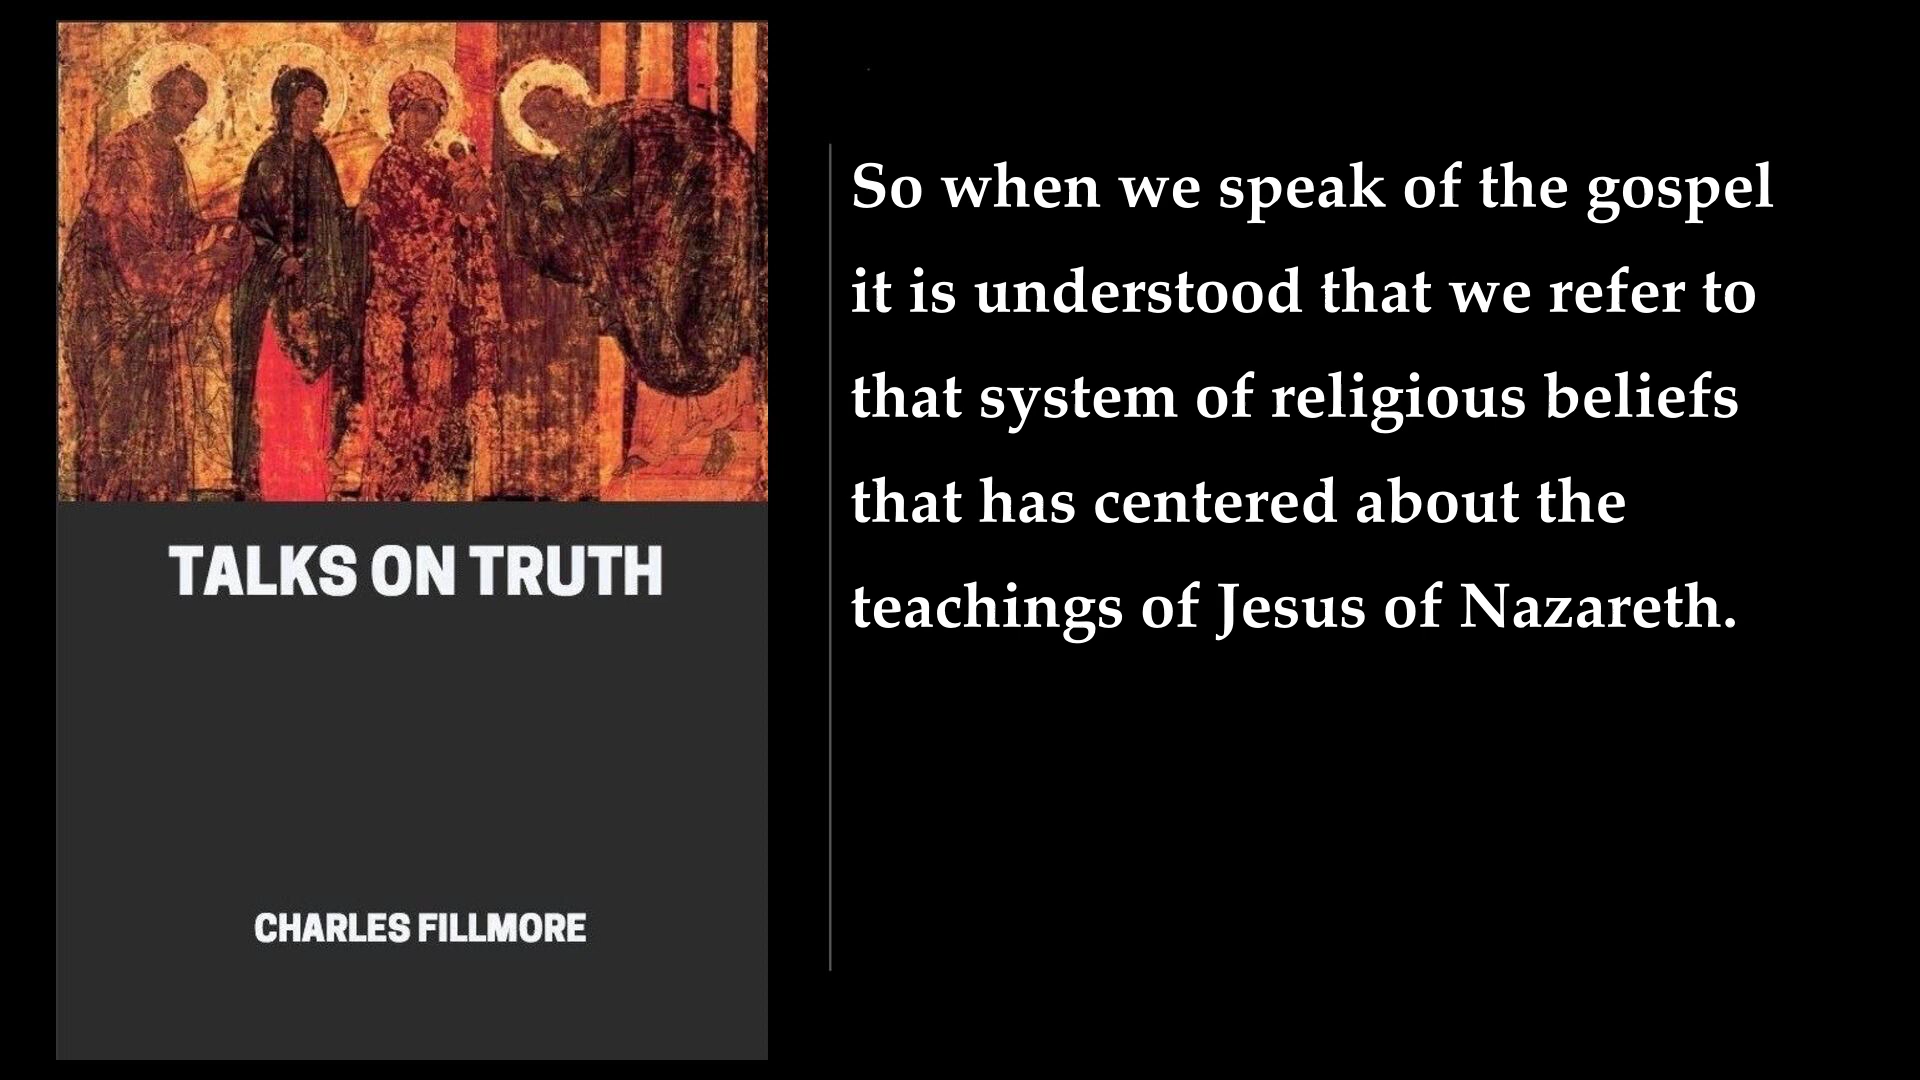 TALKS ON TRUTH
CHARLES FILLMORE
So when we speak of the gospel
it is understood that we refer to
that system of religious beliefs
that has centered about the
teachings of Jesus of Nazareth.